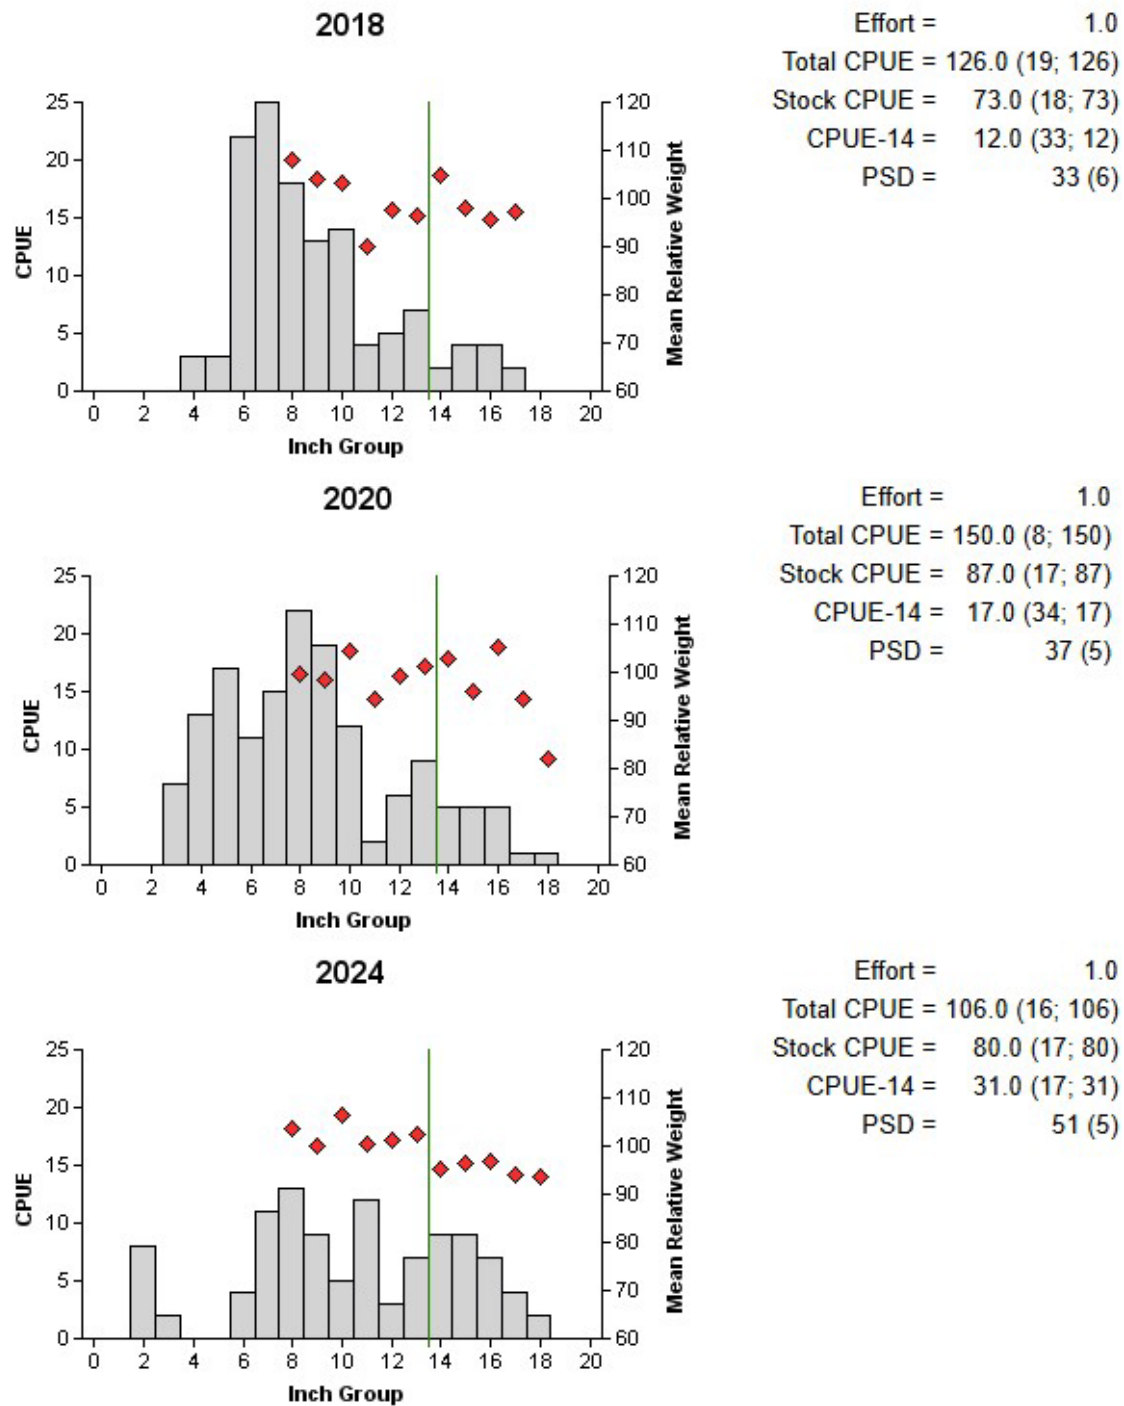 2018
Effort = 1.0
Total CPUE = 126.0 (19; 126)
Stock CPUE = 73.0 (18; 73)
CPUE-14 = 12.0 (33; 12)
PSD = 33 (6)
25
20
15
10
5
0
CPUE
120
110
100
90
80
70
60
Mean Relative Weight
0 2 4 6 8 10 12 14 16 18 20
Inch Group
2020
Effort = 1.0
Total CPUE = 150.0 (8; 150)
Stock CPUE = 87.0 (17; 87)
CPUE-14 = 17.0 (34; 17)
PSD = 37 (5)
25
20
15
10
5
0
CPUE
120
110
100
90
80
70
60
Mean Relative Weight
0 2 4 6 8 10 12 14 16 18 20
Inch Group
2024
Effort = 1.0
Total CPUE = 106.0 (16; 106)
Stock CPUE = 80.0 (17; 80)
CPUE-14 = 31.0 (17; 31)
PSD = 51 (5)
25
20
15
10
5
0
CPUE
120
110
100
90
80
70
60
Mean Relative Weight
0 2 4 6 8 10 12 14 16 18 20
Inch Group